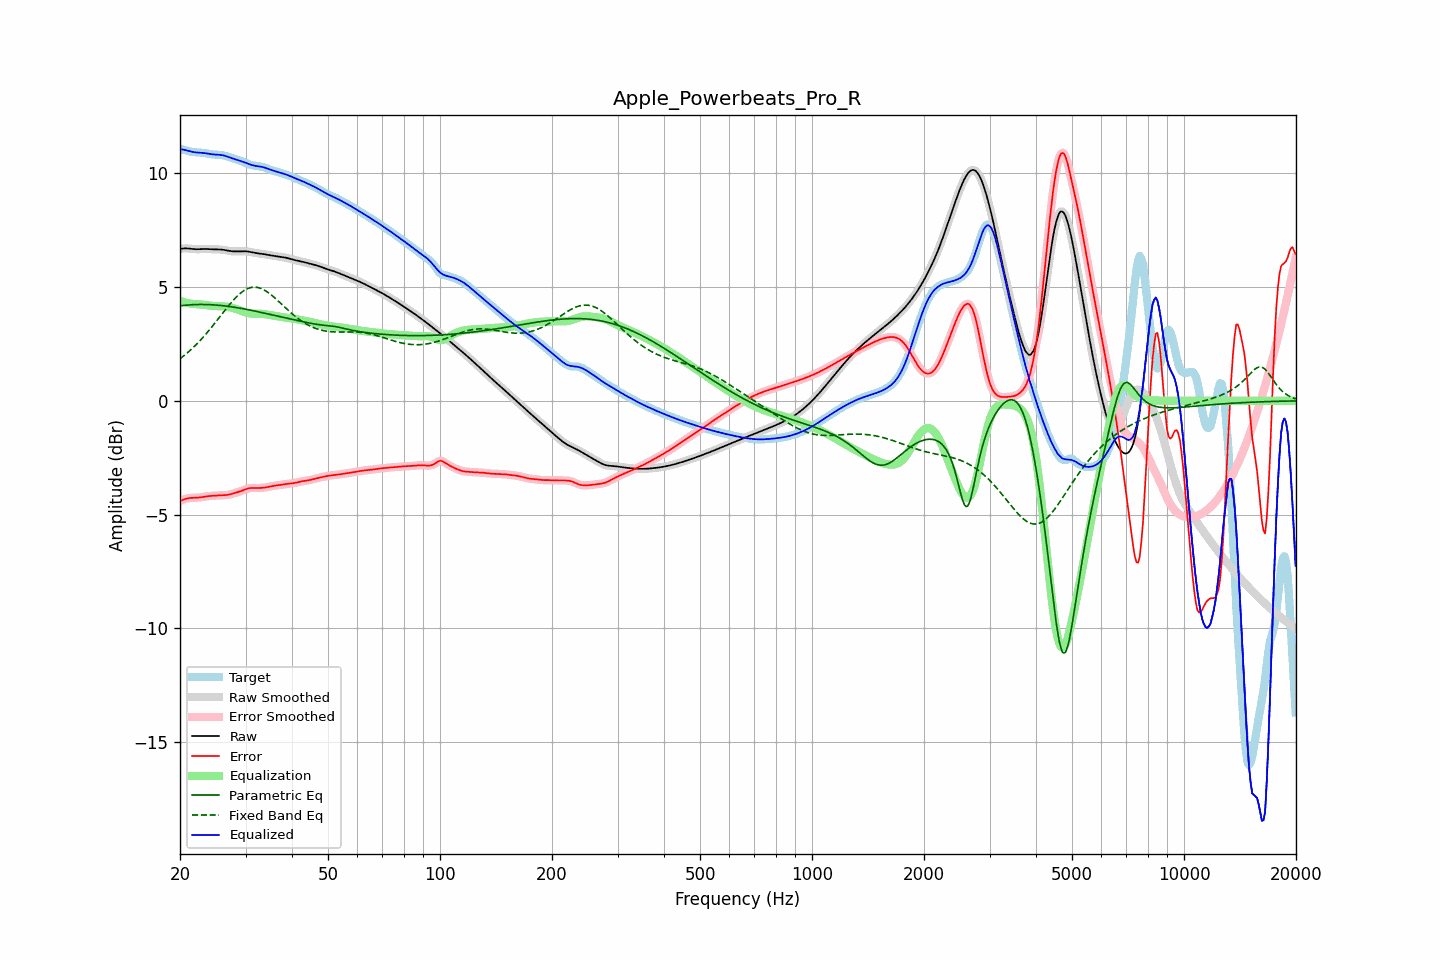 Apple_Powerbeats_Pro_R
Amplitude (dBr)
10
5
0
−5
−10
−15
Target
Raw Smoothed
Error Smoothed
Raw
Error
Equalization
Parametric Eq
Fixed Band Eq
Equalized
20 50 100 200 500 1000 2000 5000 10000 20000
Frequency (Hz)